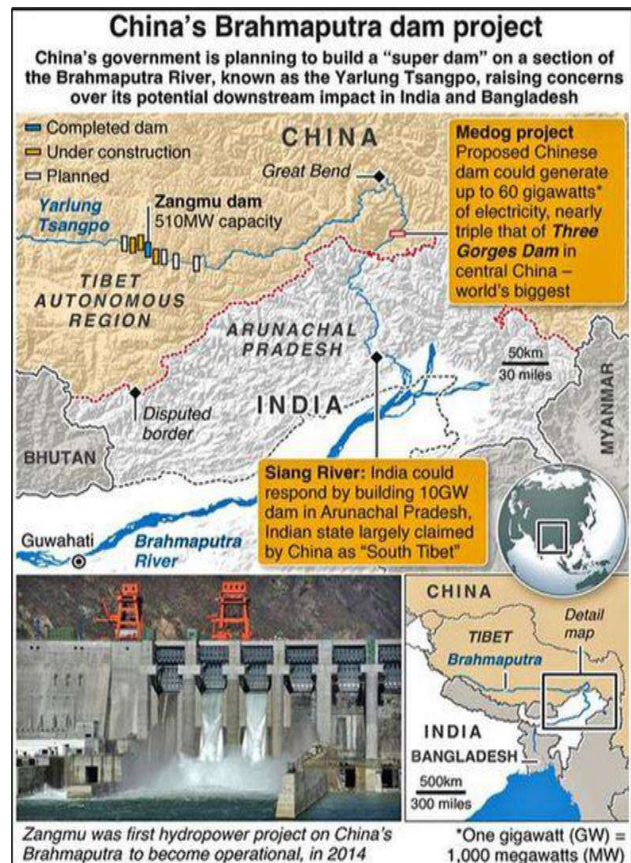 China's Brahmaputra dam project
China's government is planning to build a “super dam” on a section
of the Brahmaputra River, known as the Yarlung Tsangpo, raising concerns
over its potential downstream impact in India and Bangladesh
Completed dam
Under construction
Planned
CHINA
Great Bend
Medog project
Proposed Chinese
dam could generate
up to 60 gigawatts*
of electricity, nearly
triple that of Three
Gorges Dam in
central China –
world's biggest
Yarlung
Tsangpo
Zangmu dam
510MW capacity
TIBET
AUTONOMOUS
REGION
ARUNACHAL
PRADESH
50km
30 miles
INDIA
Disputed
border
BHUTAN
MYANMAR
Siang River: India could
respond by building 10GW
dam in Arunachal Pradesh,
Indian state largely claimed
by China as “South Tibet”
Guwahati
Brahmaputra
River
CHINA
Detail
map
TIBET
Brahmaputra
INDIA
BANGLADESH
500km
300 miles
Zangmu was first hydropower project on China's
Brahmaputra to become operational, in 2014
*One gigawatt (GW) =
1,000 megawatts (MW)